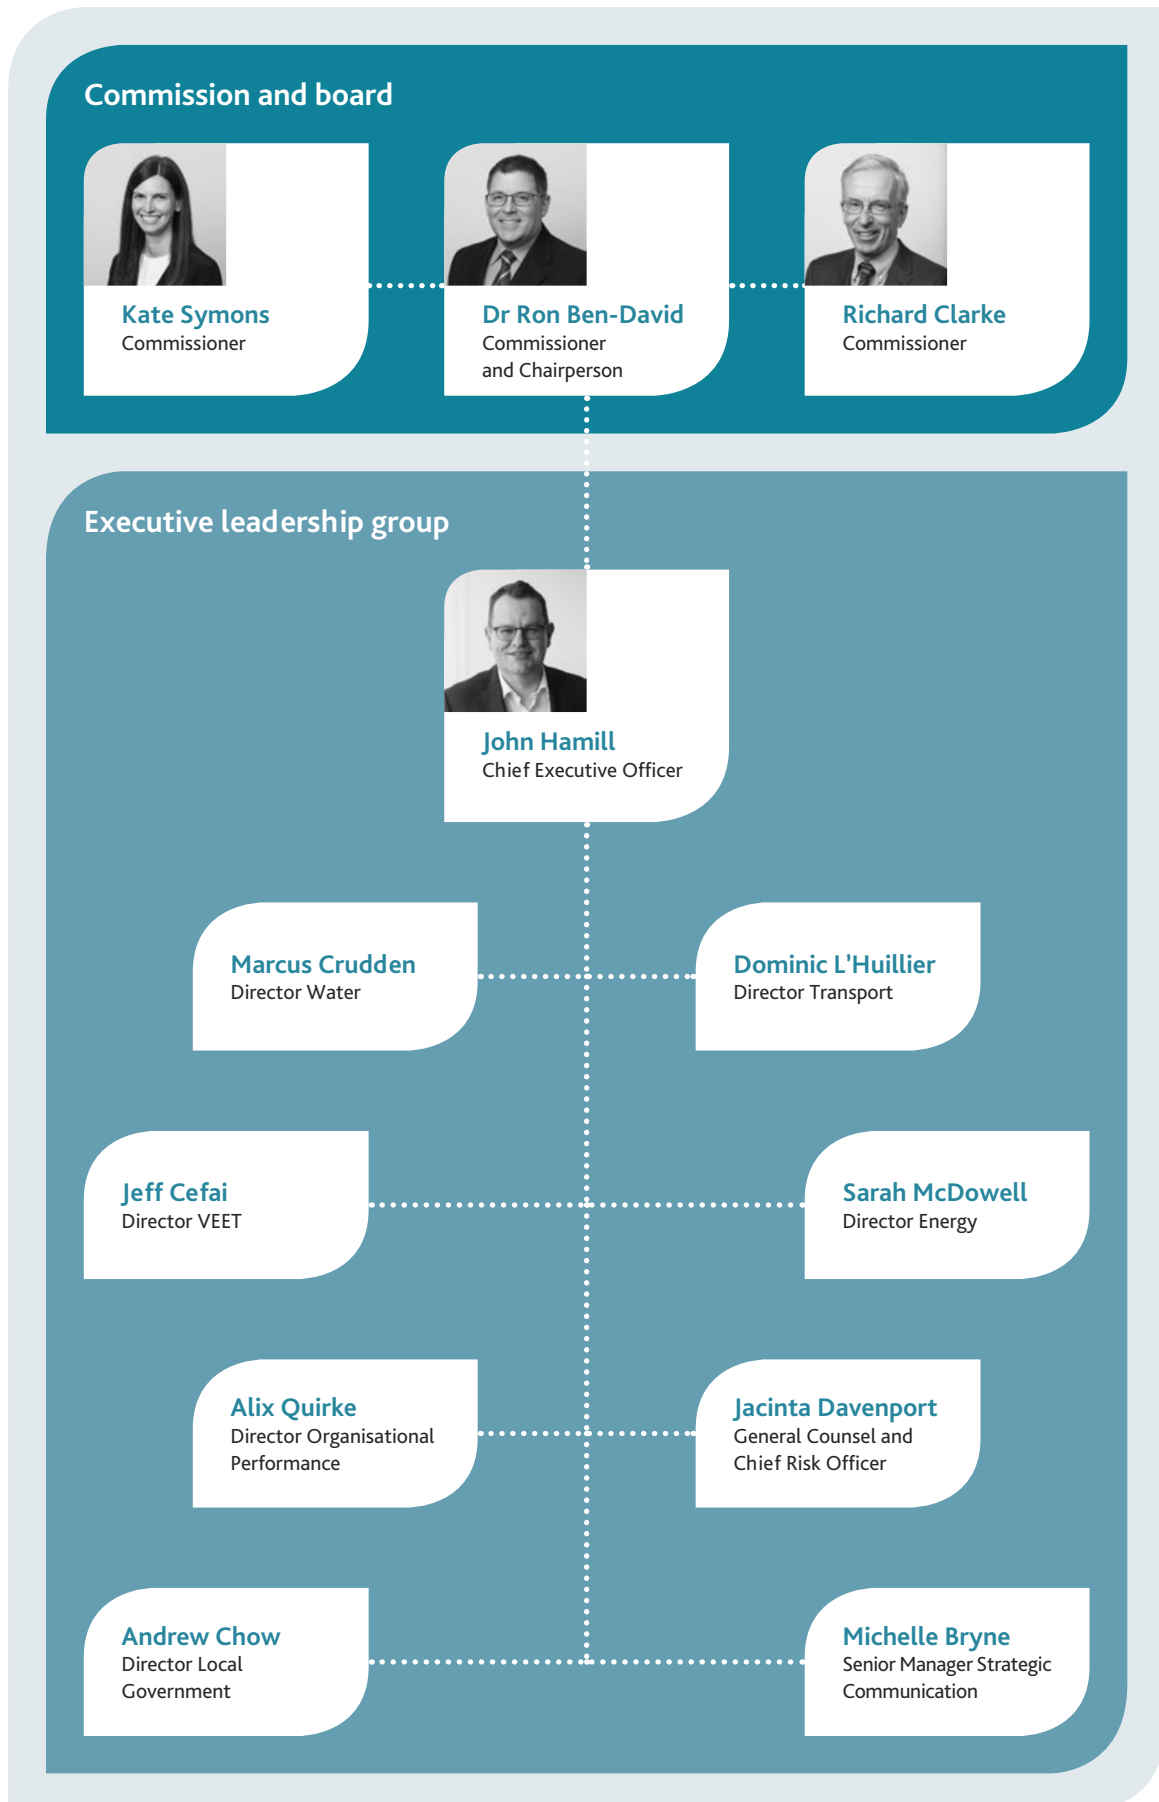 Commission and board
Kate Symons
Commissioner
Dr Ron Ben-David
Commissioner
and Chairperson
Richard Clarke
Commissioner
Executive leadership group
John Hamill
Chief Executive Officer
Marcus Crudden
Director Water
Dominic L’Huillier
Director Transport
Jeff Cefai
Director VEET
Sarah McDowell
Director Energy
Alix Quirke
Director Organisational
Performance
Jacinta Davenport
General Counsel and
Chief Risk Officer
Andrew Chow
Director Local
Government
Michelle Bryne
Senior Manager Strategic
Communication